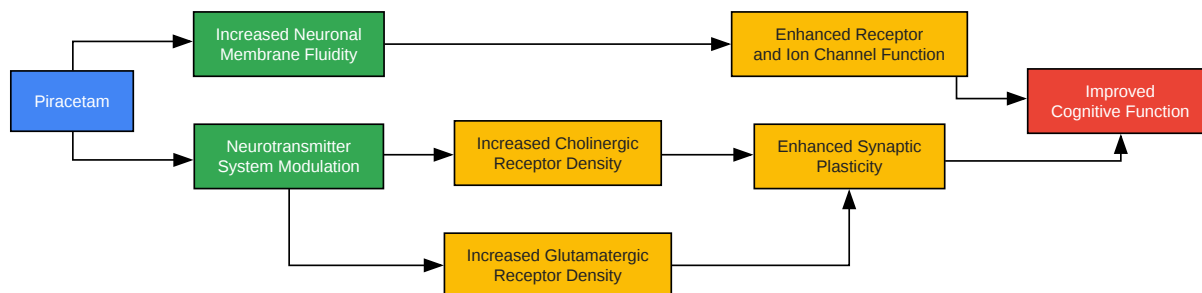 Increased Neuronal
Membrane Fluidity
Enhanced Receptor
and Ion Channel Function
Piracetam
Improved
Cognitive Function
Neurotransmitter
System Modulation
Increased Cholinergic
Receptor Density
Enhanced Synaptic
Plasticity
Increased Glutamatergic
Receptor Density